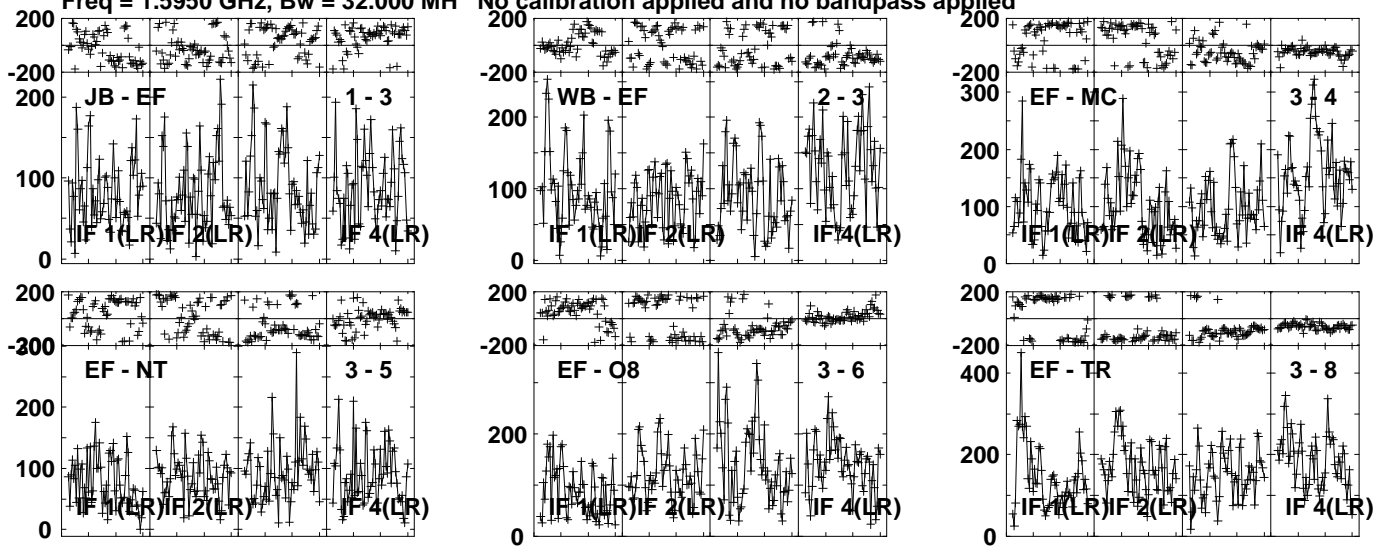 Freq = 1.5950 GHz, Bw = 32.000 MH No calibration applied and no bandpass applied
200
-200
JB - EF 1 - 3
200
100
0
IF 1(LR) IF 2(LR) IF 4(LR)
200
-200
WB - EF 2 - 3
200
100
0
IF 1(LR) IF 2(LR) IF 4(LR)
200
-200
EF - MC 3 - 4
300
200
100
0
IF 1(LR) IF 2(LR) IF 4(LR)
200
-200
300
EF - NT 3 - 5
200
100
0
IF 1(LR) IF 2(LR) IF 4(LR)
200
-200
EF - O8 3 - 6
200
0
IF 1(LR) IF 2(LR) IF 4(LR)
200
-200
EF - TR 3 - 8
400
200
0
IF 1(LR) IF 2(LR) IF 4(LR)